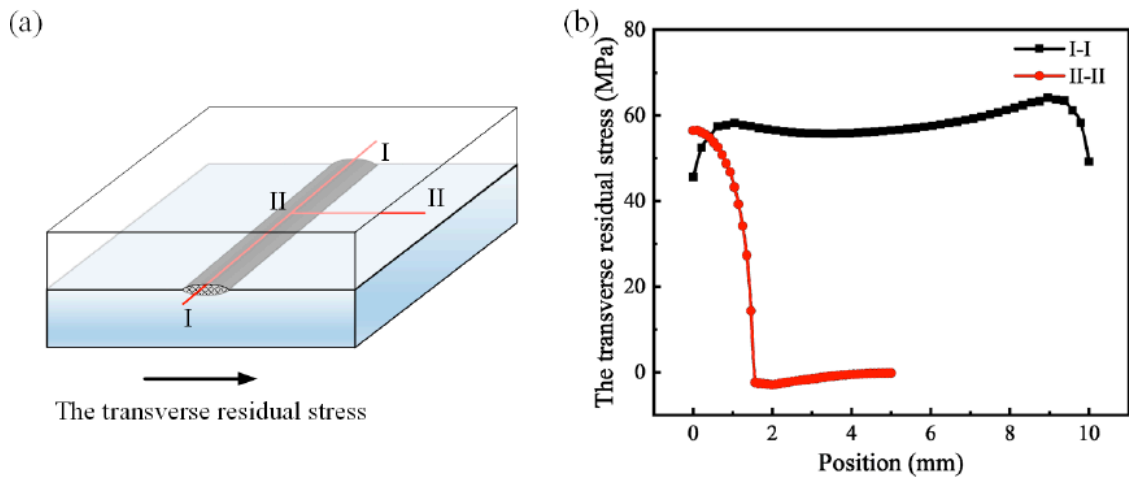 (a)
I
II
II
I
The transverse residual stress
(b)
The transverse residual stress (MPa)
80
60
40
20
0
I-I
II-II
0
2
4
6
8
10
Position (mm)